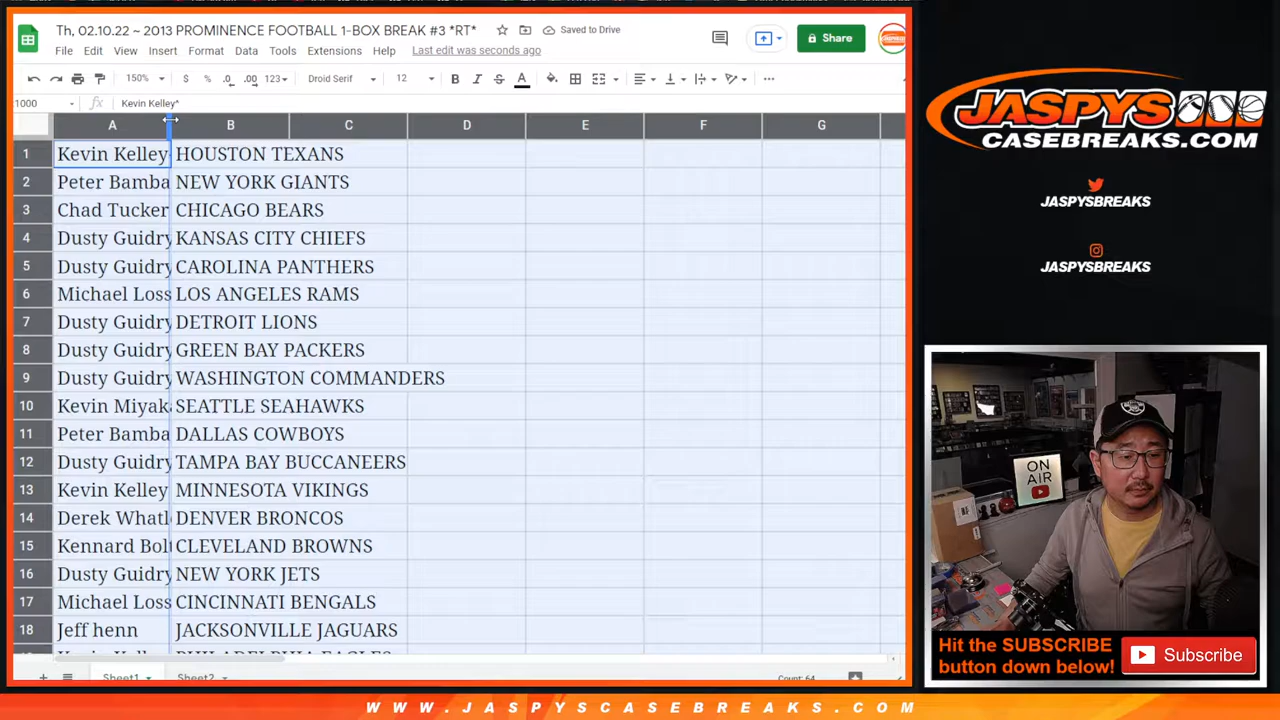 Th, 02.10.22 ~ 2013 PROMINENCE FOOTBALL 1-BOX BREAK #3 *RT*
Saved to Drive
Share
File Edit View Insert Format Data Tools Extensions Help Last edit was seconds ago
150% $ % .0 .00 123 Droid Serif 12 B I S A
1000 fx Kevin Kelley*
A B C D E F G
1 Kevin Kelley HOUSTON TEXANS
2 Peter Bamba NEW YORK GIANTS
3 Chad Tucker CHICAGO BEARS
4 Dusty Guidry KANSAS CITY CHIEFS
5 Dusty Guidry CAROLINA PANTHERS
6 Michael Loss LOS ANGELES RAMS
7 Dusty Guidry DETROIT LIONS
8 Dusty Guidry GREEN BAY PACKERS
9 Dusty Guidry WASHINGTON COMMANDERS
10 Kevin Miyak SEATTLE SEAHAWKS
11 Peter Bamba DALLAS COWBOYS
12 Dusty Guidry TAMPA BAY BUCCANEERS
13 Kevin Kelley MINNESOTA VIKINGS
14 Derek Whatl DENVER BRONCOS
15 Kennard Bolt CLEVELAND BROWNS
16 Dusty Guidry NEW YORK JETS
17 Michael Loss CINCINNATI BENGALS
18 Jeff henn JACKSONVILLE JAGUARS
PHILADELPHIA EAGLES
Sheet1 Sheet2 Count: 64
JASPYS
CASEBREAKS.COM
JASPYSBREAKS
JASPYSBREAKS
ON
AIR
Hit the SUBSCRIBE
button down below!
Subscribe
WWW.JASPYSCASEBREAKS.COM